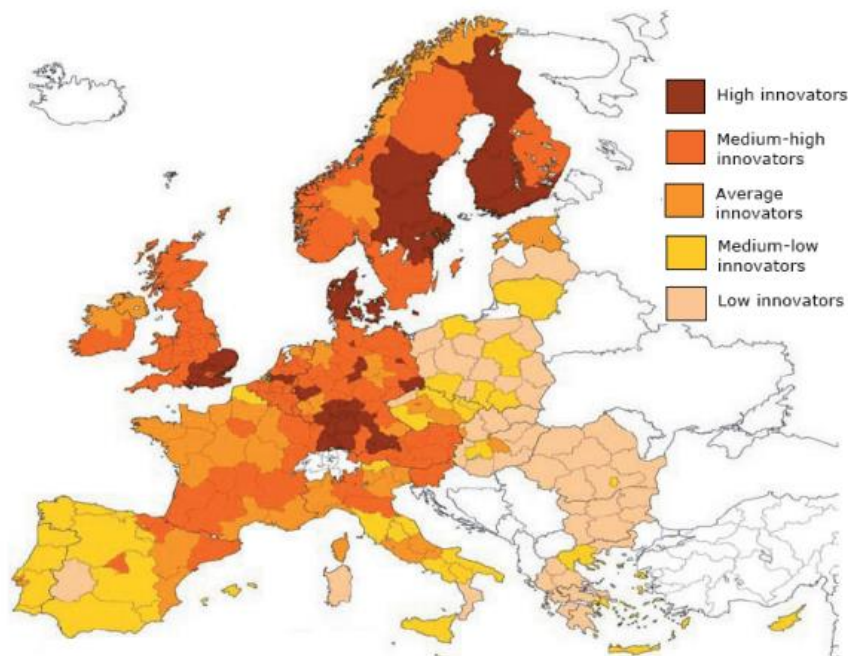 High innovators
Medium-high
innovators
Average
innovators
Medium-low
innovators
Low innovators